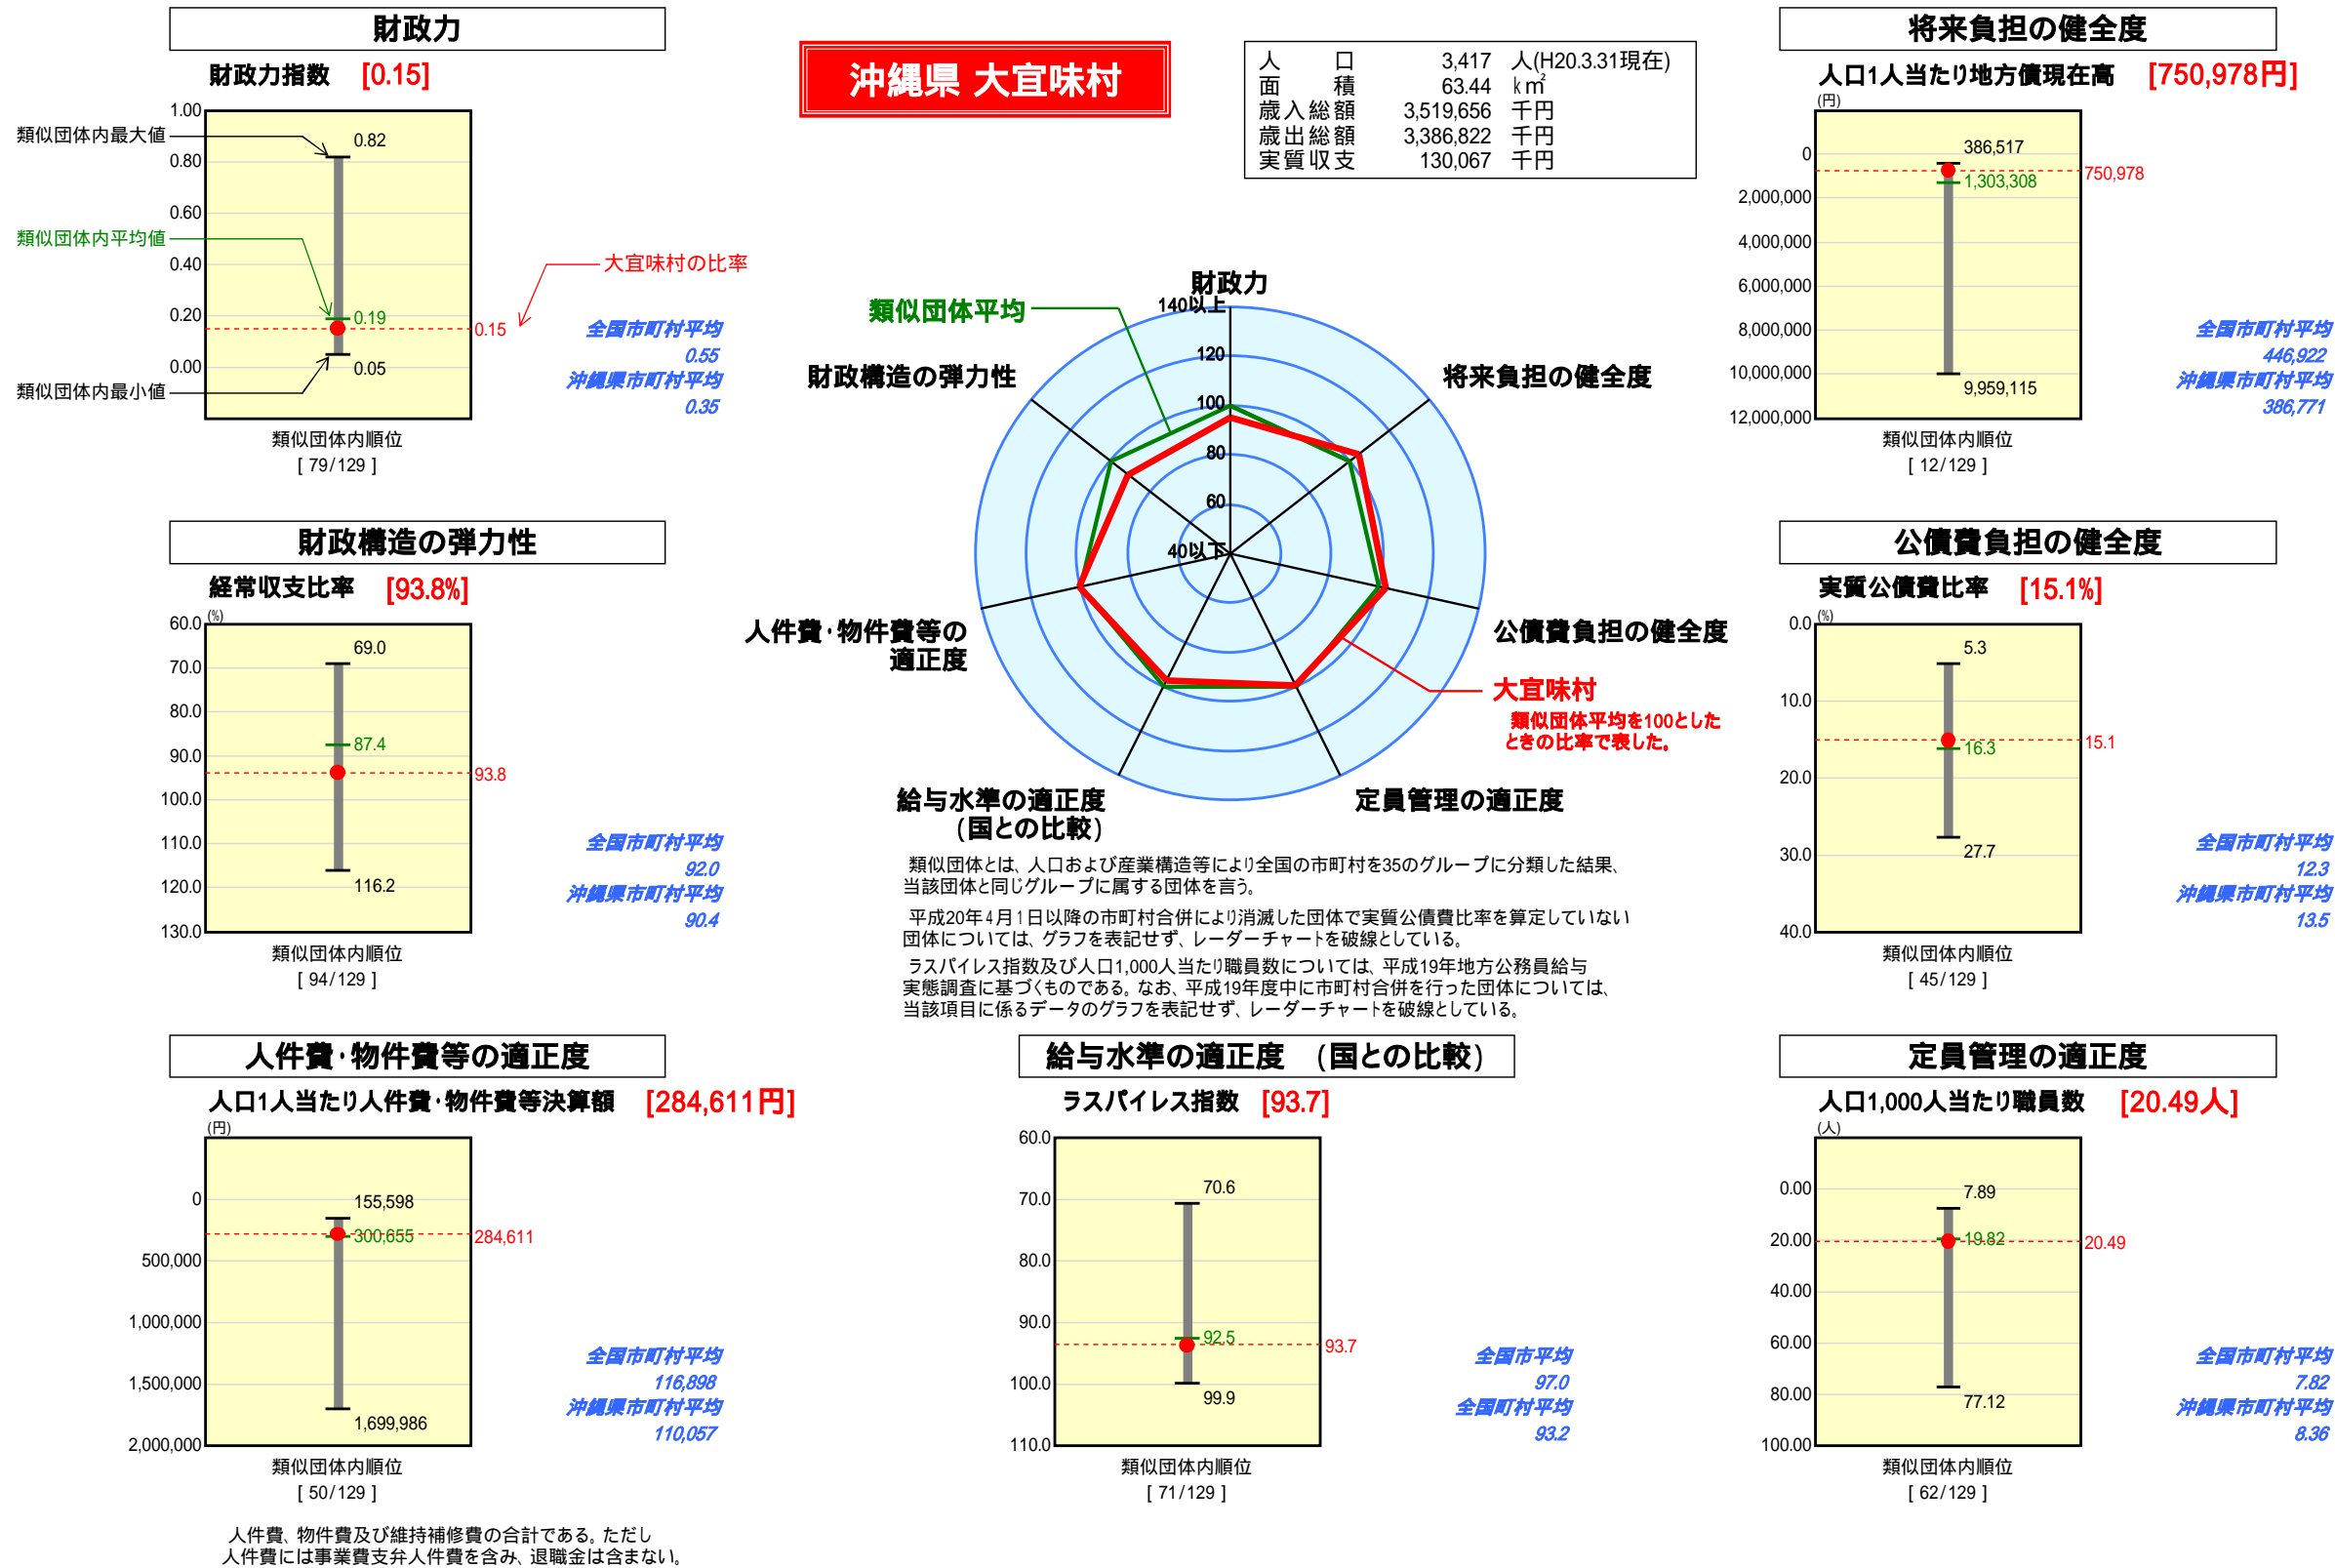 財政力
財政力指数 [0.15]
1.00
0.80
0.60
0.40
0.20
0.00
類似団体内最大値
類似団体内平均値
類似団体内最小値
0.82
0.19
0.05
0.15
大宜味村の比率
全国市町村平均
0.55
沖縄県市町村平均
0.35
類似団体内順位
[ 79/129 ]
沖縄県 大宜味村
人口 3,417 人(H20.3.31現在)
面積 63.44 k㎡
歳入総額 3,519,656 千円
歳出総額 3,386,822 千円
実質収支 130,067 千円
将来負担の健全度
人口1人当たり地方債現在高 [750,978円]
(円)
0
2,000,000
4,000,000
6,000,000
8,000,000
10,000,000
12,000,000
386,517
1,303,308
9,959,115
750,978
全国市町村平均
446,922
沖縄県市町村平均
386,771
類似団体内順位
[ 12/129 ]
財政力
類似団体平均
140以上
120
100
80
60
40以下
財政構造の弾力性
将来負担の健全度
人件費・物件費等の
適正度
公債費負担の健全度
大宜味村
類似団体平均を100とした
ときの比率で表した。
給与水準の適正度
(国との比較)
定員管理の適正度
財政構造の弾力性
経常収支比率 [93.8%]
(%)
60.0
70.0
80.0
90.0
100.0
110.0
120.0
130.0
69.0
87.4
116.2
93.8
全国市町村平均
92.0
沖縄県市町村平均
90.4
類似団体内順位
[ 94/129 ]
公債費負担の健全度
実質公債費比率 [15.1%]
(%)
0.0
10.0
20.0
30.0
40.0
5.3
16.3
27.7
15.1
全国市町村平均
12.3
沖縄県市町村平均
13.5
類似団体内順位
[ 45/129 ]
類似団体とは、人口および産業構造等により全国の市町村を35のグループに分類した結果、
当該団体と同じグループに属する団体を言う。
平成20年4月1日以降の市町村合併により消滅した団体で実質公債費比率を算定していない
団体については、グラフを表記せず、レーダーチャートを破線としている。
ラスパイレス指数及び人口1,000人当たり職員数については、平成19年地方公務員給与
実態調査に基づくものである。なお、平成19年度中に市町村合併を行った団体については、
当該項目に係るデータのグラフを表記せず、レーダーチャートを破線としている。
人件費・物件費等の適正度
人口1人当たり人件費・物件費等決算額 [284,611円]
(円)
0
500,000
1,000,000
1,500,000
2,000,000
155,598
300,655
1,699,986
284,611
全国市町村平均
116,898
沖縄県市町村平均
110,057
類似団体内順位
[ 50/129 ]
人件費、物件費及び維持補修費の合計である。ただし
人件費には事業費支弁人件費を含み、退職金は含まない。
給与水準の適正度 (国との比較)
ラスパイレス指数 [93.7]
60.0
70.0
80.0
90.0
100.0
110.0
70.6
92.5
99.9
93.7
全国市平均
97.0
全国町村平均
93.2
類似団体内順位
[ 71/129 ]
定員管理の適正度
人口1,000人当たり職員数 [20.49人]
(人)
0.00
20.00
40.00
60.00
80.00
100.00
7.89
19.82
77.12
20.49
全国市町村平均
7.82
沖縄県市町村平均
8.36
類似団体内順位
[ 62/129 ]